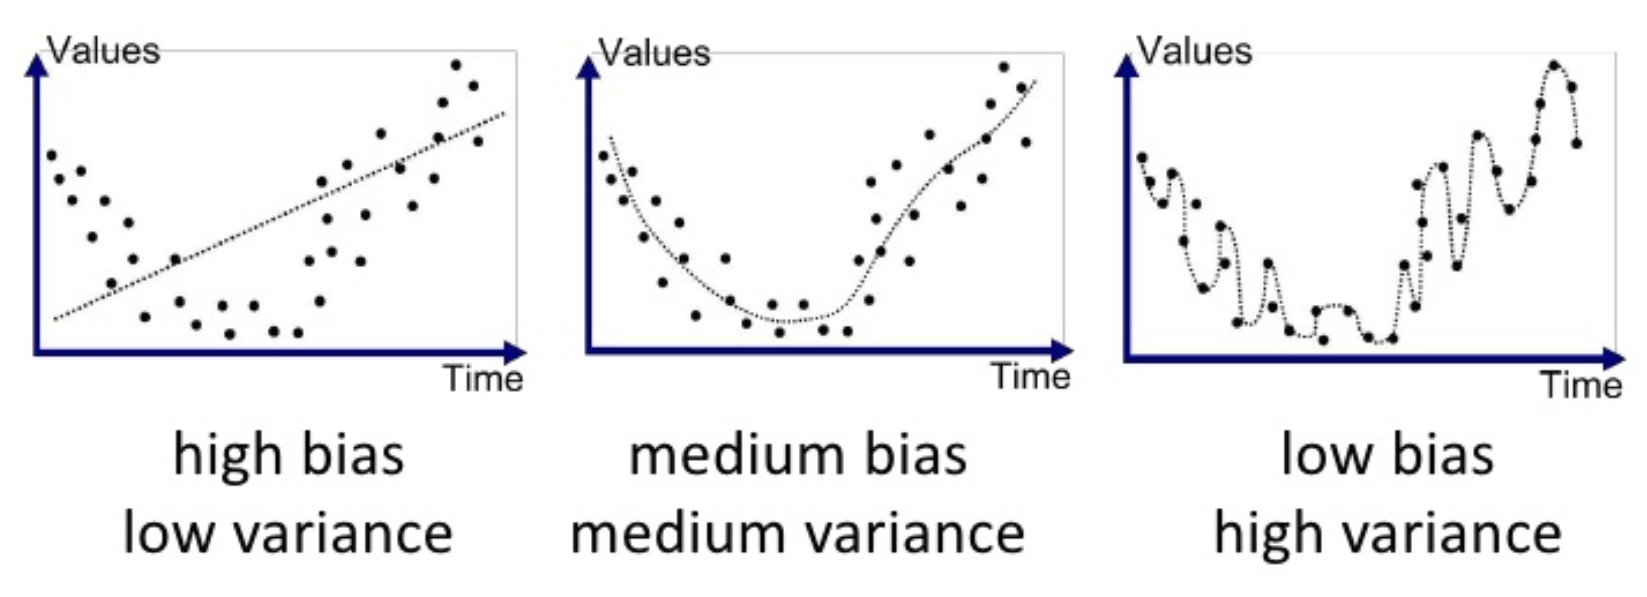 Values
Time
high bias
low variance
Values
Time
medium bias
medium variance
Values
Time
low bias
high variance